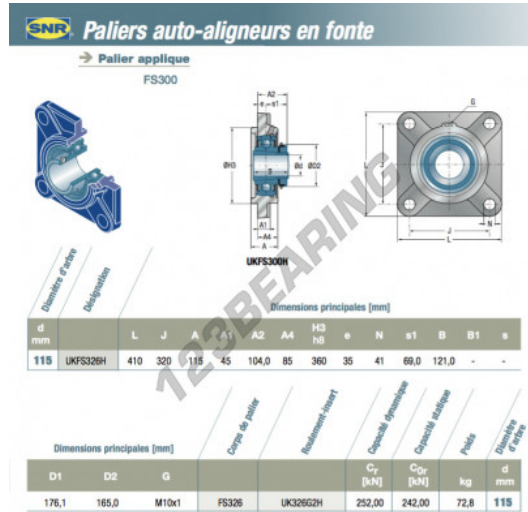 SNR Paliers auto-aligneurs en fonte
Palier applique
FS300
A2
e s1
G
ØH3
B
Ød
ØD2
A1
A4
A
L
J
J
L
N
UKFS300H
123BEARING
Diamètre d'arbre
Désignation
Dimensions principales [mm]
d mm L J A A1 A2 A4 H3 h8 e N s1 B B1 s
115 UKFS326H 410 320 115 45 104,0 85 360 35 41 69,0 121,0 - -
Dimensions principales [mm]
Corps de palier
Roulement-insert
Capacité dynamique
Capacité statique
Poids
Diamètre d'arbre
D1 D2 G Cr [kN] C0r [kN] kg d mm
176,1 165,0 M10x1 FS326 UK326G2H 252,00 242,00 72,8 115